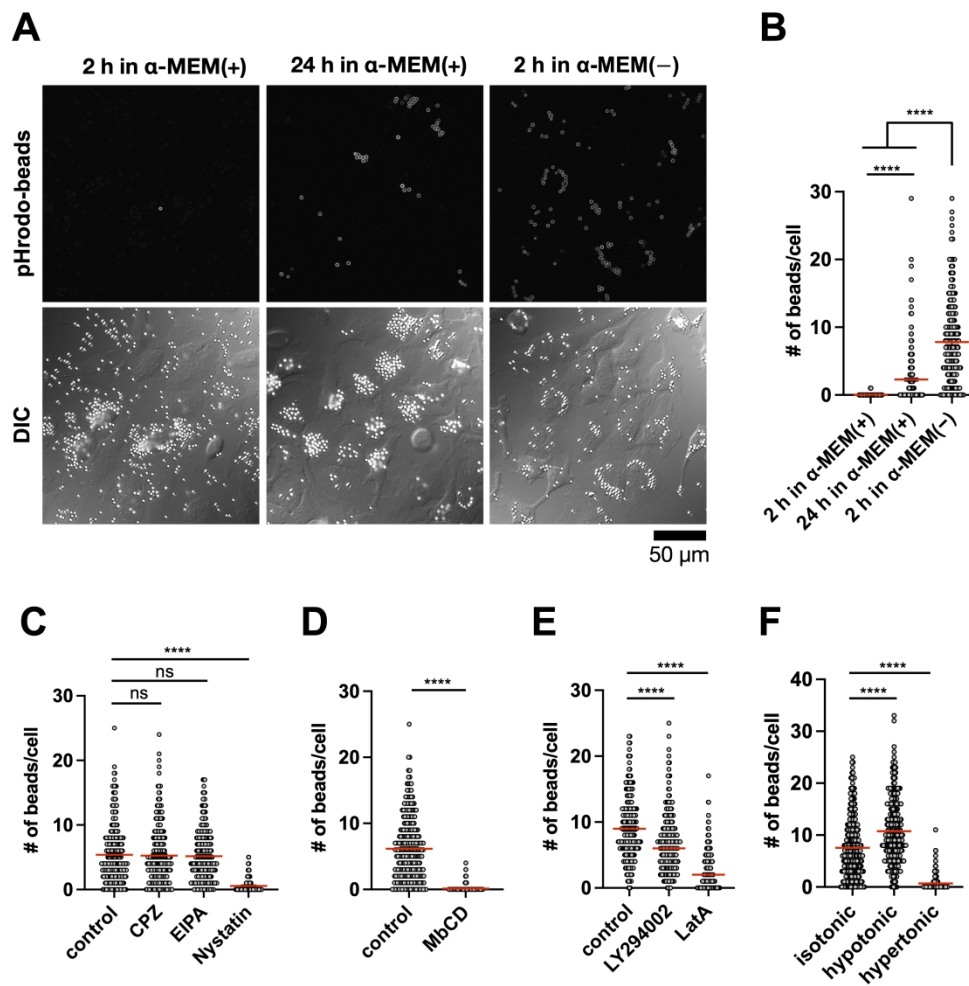 A
2 h in α-MEM(+)
24 h in α-MEM(+)
2 h in α-MEM(−)
pHrodo-beads
DIC
50 µm
B
****
****
# of beads/cell
30
20
10
0
2 h in α-MEM(+)
24 h in α-MEM(+)
2 h in α-MEM(-)
C
****
ns
ns
# of beads/cell
30
20
10
0
control
CPZ
EIPA
Nystatin
D
****
# of beads/cell
30
20
10
0
control
MbCD
E
****
****
# of beads/cell
30
20
10
0
control
LY294002
LatA
F
****
****
# of beads/cell
40
30
20
10
0
isotonic
hypotonic
hypertonic